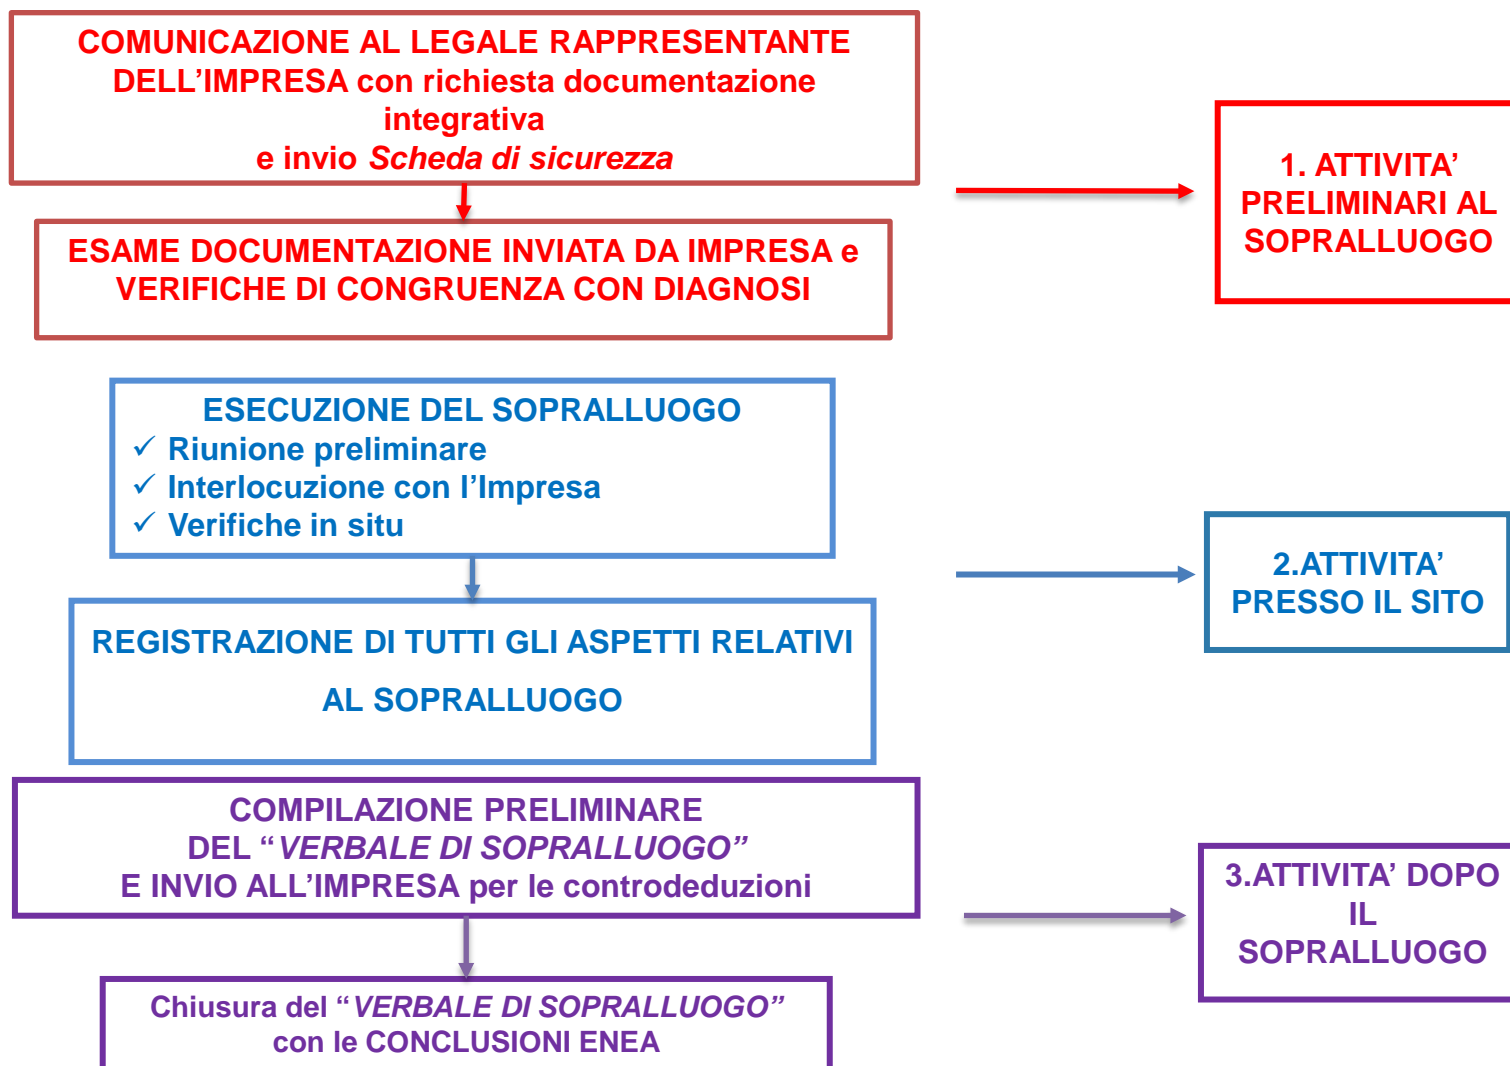 COMUNICAZIONE AL LEGALE RAPPRESENTANTE
DELL’IMPRESA con richiesta documentazione
integrativa
e invio Scheda di sicurezza
1. ATTIVITA’
PRELIMINARI AL
SOPRALLUOGO
ESAME DOCUMENTAZIONE INVIATA DA IMPRESA e
VERIFICHE DI CONGRUENZA CON DIAGNOSI
ESECUZIONE DEL SOPRALLUOGO
✓ Riunione preliminare
✓ Interlocuzione con l’Impresa
✓ Verifiche in situ
2.ATTIVITA’
PRESSO IL SITO
REGISTRAZIONE DI TUTTI GLI ASPETTI RELATIVI
AL SOPRALLUOGO
COMPILAZIONE PRELIMINARE
DEL “VERBALE DI SOPRALLUOGO”
E INVIO ALL’IMPRESA per le controdeduzioni
3.ATTIVITA’ DOPO
IL
SOPRALLUOGO
Chiusura del “VERBALE DI SOPRALLUOGO”
con le CONCLUSIONI ENEA